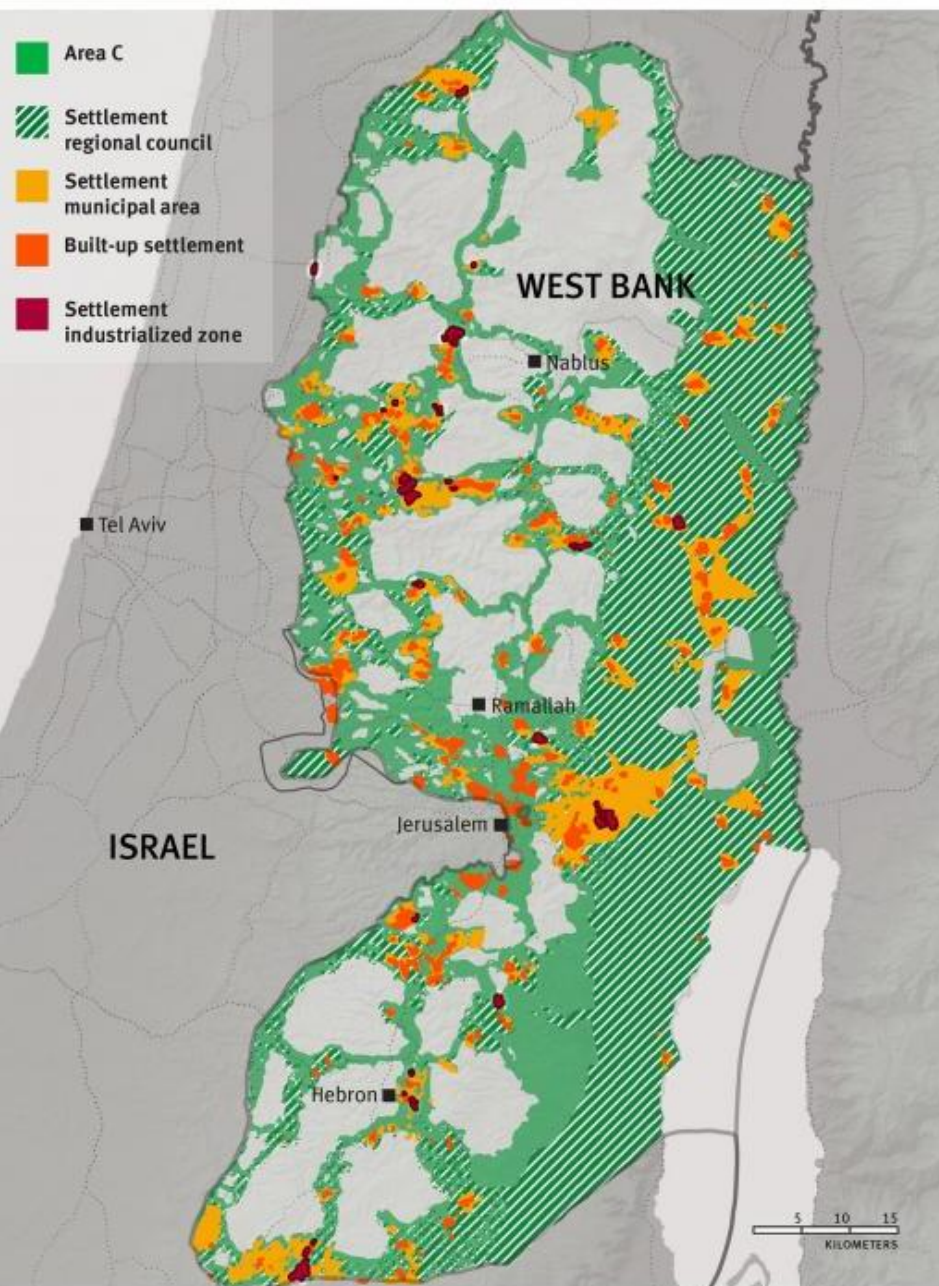 Area C
Settlement
regional council
Settlement
municipal area
Built-up settlement
Settlement
industrialized zone
WEST BANK
Nablus
Tel Aviv
Ramallah
Jerusalem
ISRAEL
Hebron
5 10 15
KILOMETERS